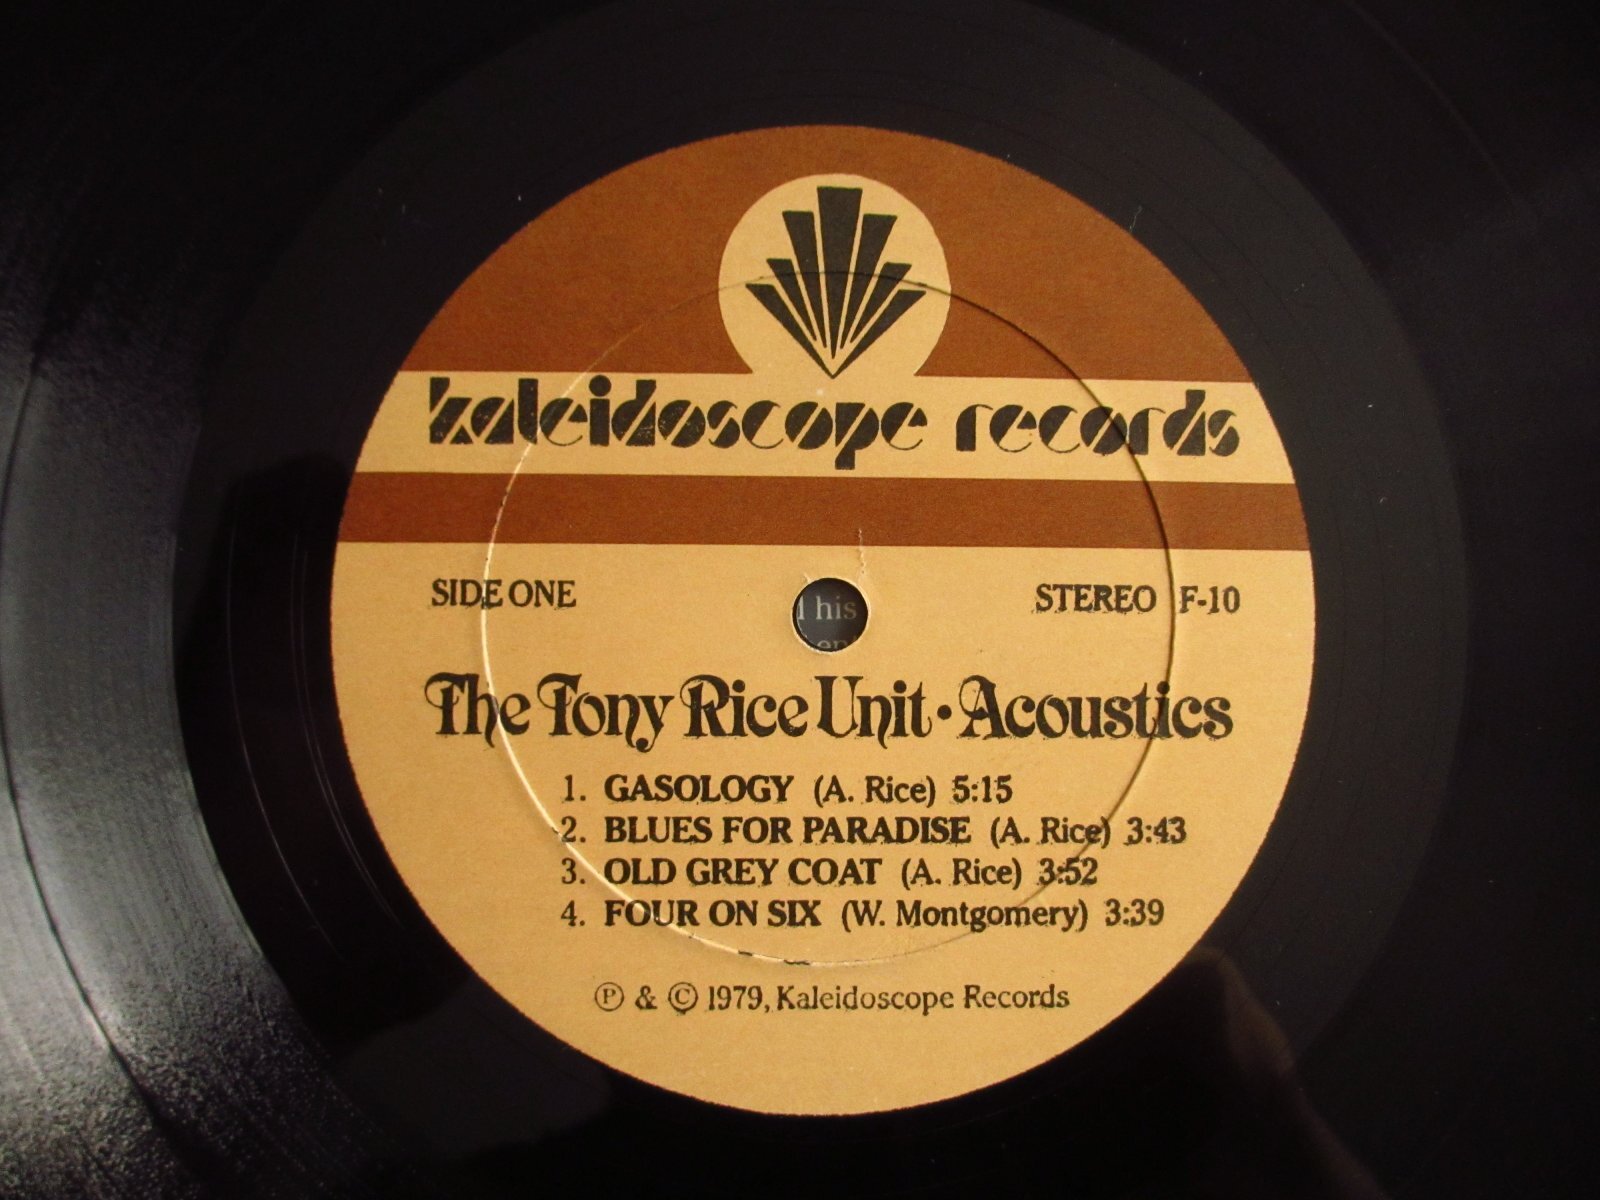 kaleidoscope records
SIDE ONE STEREO F-10
his
The Tony Rice Unit • Acoustics
1. GASOLOGY (A. Rice) 5:15
2. BLUES FOR PARADISE (A. Rice) 3:43
3. OLD GREY COAT (A. Rice) 3:52
4. FOUR ON SIX (W. Montgomery) 3:39
℗ & © 1979, Kaleidoscope Records